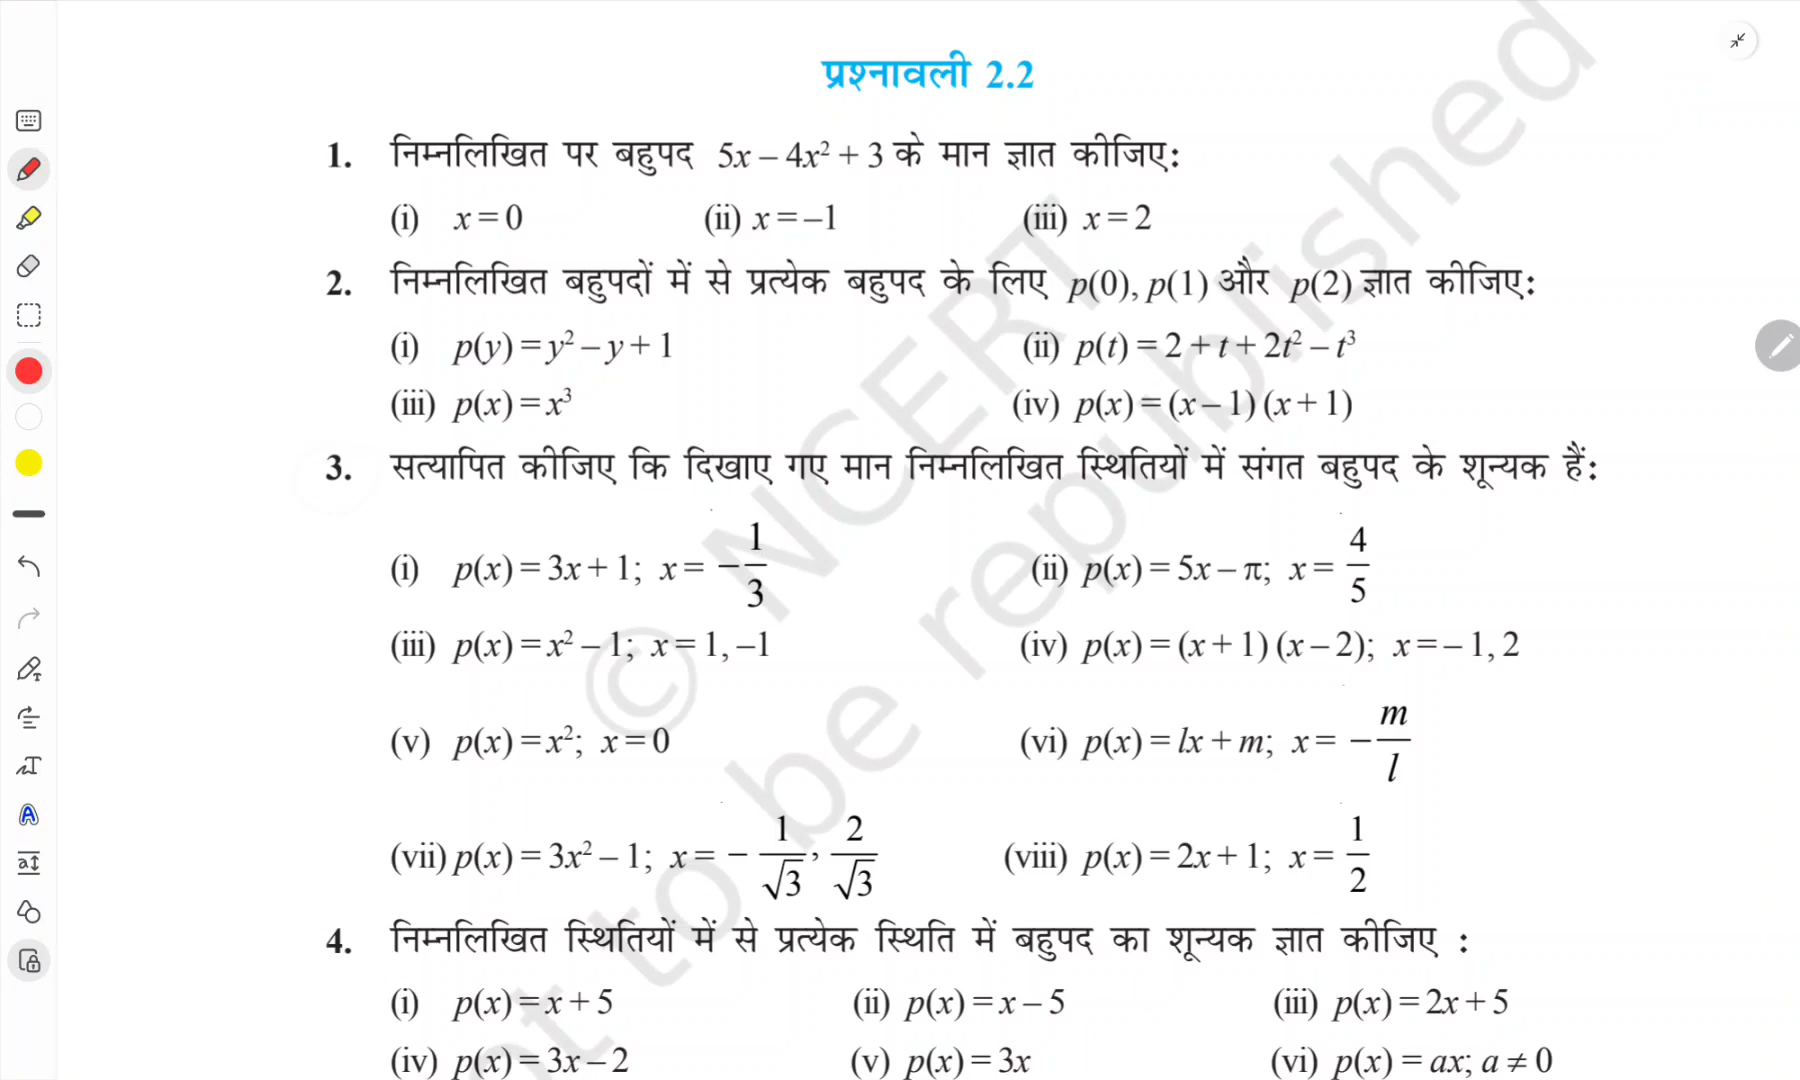 प्रश्नावली 2.2
1. निम्नलिखित पर बहुपद 5x – 4x² + 3 के मान ज्ञात कीजिए:
(i) x = 0 (ii) x = –1 (iii) x = 2
2. निम्नलिखित बहुपदों में से प्रत्येक बहुपद के लिए p(0), p(1) और p(2) ज्ञात कीजिए:
(i) p(y) = y² – y + 1 (ii) p(t) = 2 + t + 2t² – t³
(iii) p(x) = x³ (iv) p(x) = (x – 1) (x + 1)
3. सत्यापित कीजिए कि दिखाए गए मान निम्नलिखित स्थितियों में संगत बहुपद के शून्यक हैं:
(i) p(x) = 3x + 1; x = –1/3 (ii) p(x) = 5x – π; x = 4/5
(iii) p(x) = x² – 1; x = 1, –1 (iv) p(x) = (x + 1) (x – 2); x = – 1, 2
(v) p(x) = x²; x = 0 (vi) p(x) = lx + m; x = –m/l
(vii) p(x) = 3x² – 1; x = –1/√3, 2/√3 (viii) p(x) = 2x + 1; x = 1/2
4. निम्नलिखित स्थितियों में से प्रत्येक स्थिति में बहुपद का शून्यक ज्ञात कीजिए :
(i) p(x) = x + 5 (ii) p(x) = x – 5 (iii) p(x) = 2x + 5
(iv) p(x) = 3x – 2 (v) p(x) = 3x (vi) p(x) = ax; a ≠ 0
© NCERT
not to be republished